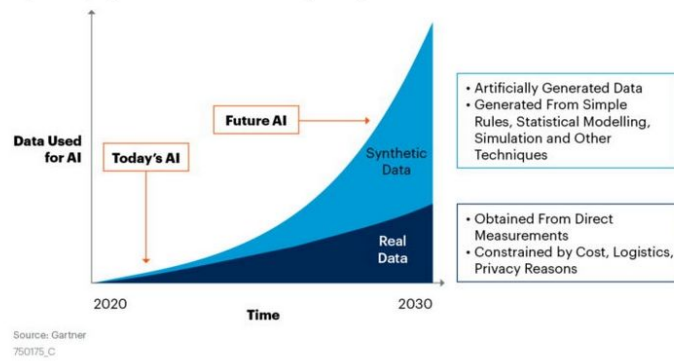 Data Used
for AI
Today's AI
Future AI
Synthetic
Data
Real
Data
• Artificially Generated Data
• Generated From Simple
Rules, Statistical Modelling,
Simulation and Other
Techniques
• Obtained From Direct
Measurements
• Constrained by Cost, Logistics,
Privacy Reasons
2020
2030
Time
Source: Gartner
750175_C